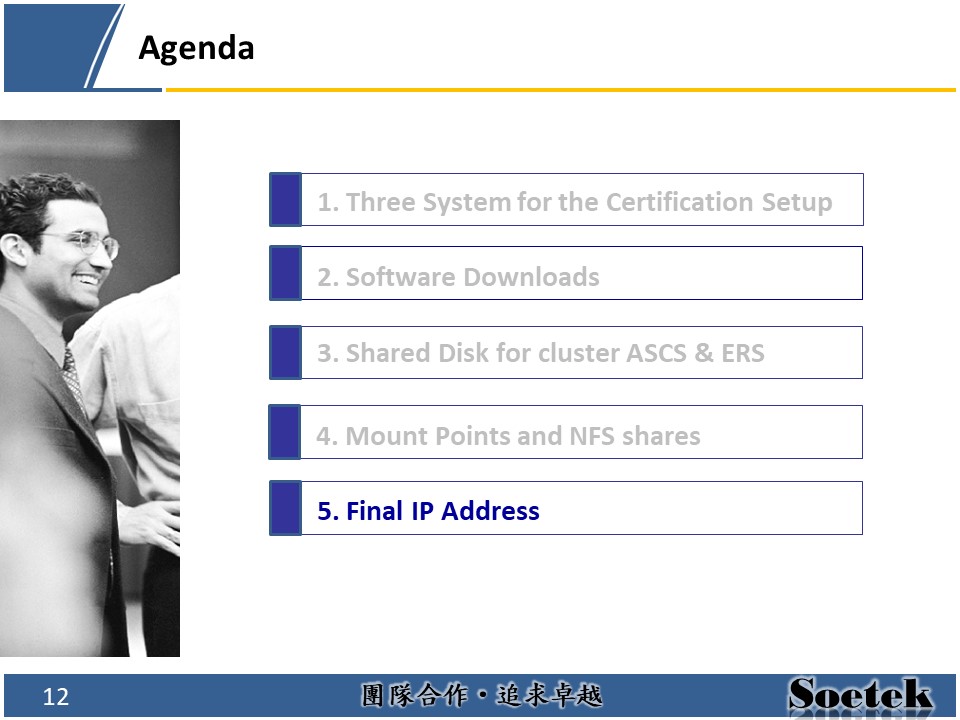 Agenda
1. Three System for the Certification Setup
2. Software Downloads
3. Shared Disk for cluster ASCS & ERS
4. Mount Points and NFS shares
5. Final IP Address
12
團隊合作・追求卓越
Soetek